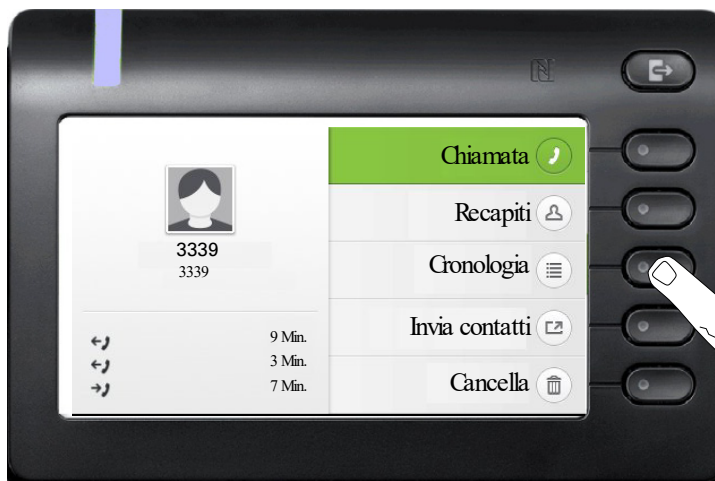 Chiamata
Recapiti
3339
3339
Cronologia
Invia contatti
Cancella
9 Min.
3 Min.
7 Min.